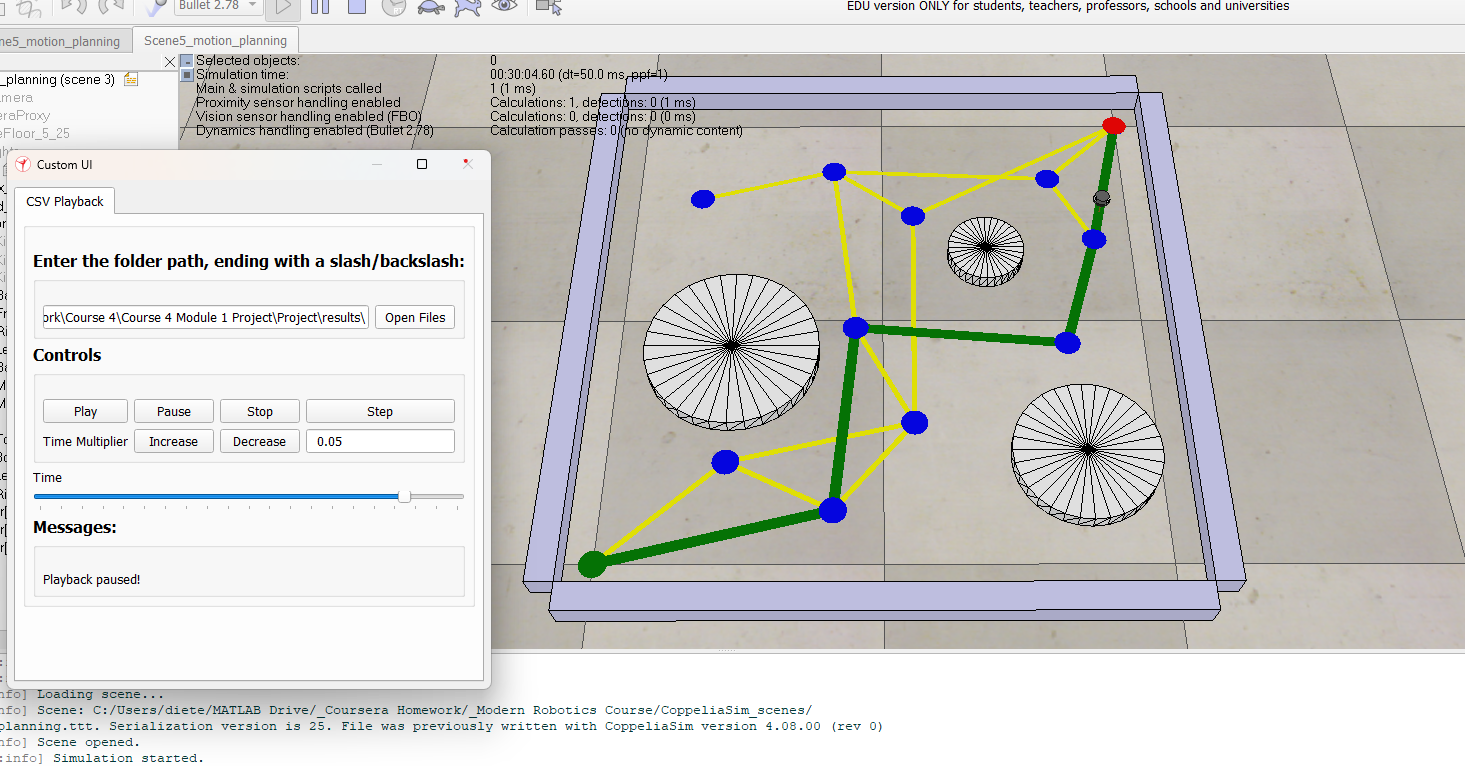 Bullet 2.78
EDU version ONLY for students, teachers, professors, schools and universities
ne5_motion_planning
Scene5_motion_planning
_planning (scene 3)
mera
eraProxy
eFloor_5_25
Selected objects: 0
Simulation time: 00:30:04.60 (dt=50.0 ms, ppf=1)
Main & simulation scripts called 1 (1 ms)
Proximity sensor handling enabled Calculations: 1, detections: 0 (1 ms)
Vision sensor handling enabled (FBO) Calculations: 0, detections: 0 (0 ms)
Dynamics handling enabled (Bullet 2.78) Calculation passes: 0 (no dynamic content)
Custom UI
CSV Playback
Enter the folder path, ending with a slash/backslash:
ork\Course 4\Course 4 Module 1 Project\Project\results\ Open Files
Controls
Play Pause Stop Step
Time Multiplier Increase Decrease 0.05
Time
Messages:
Playback paused!
nfo] Loading scene...
nfo] Scene: C:/Users/diete/MATLAB Drive/_Coursera Homework/_Modern Robotics Course/CoppeliaSim_scenes/
planning.ttt. Serialization version is 25. File was previously written with CoppeliaSim version 4.08.00 (rev 0)
nfo] Scene opened.
:info] Simulation started.